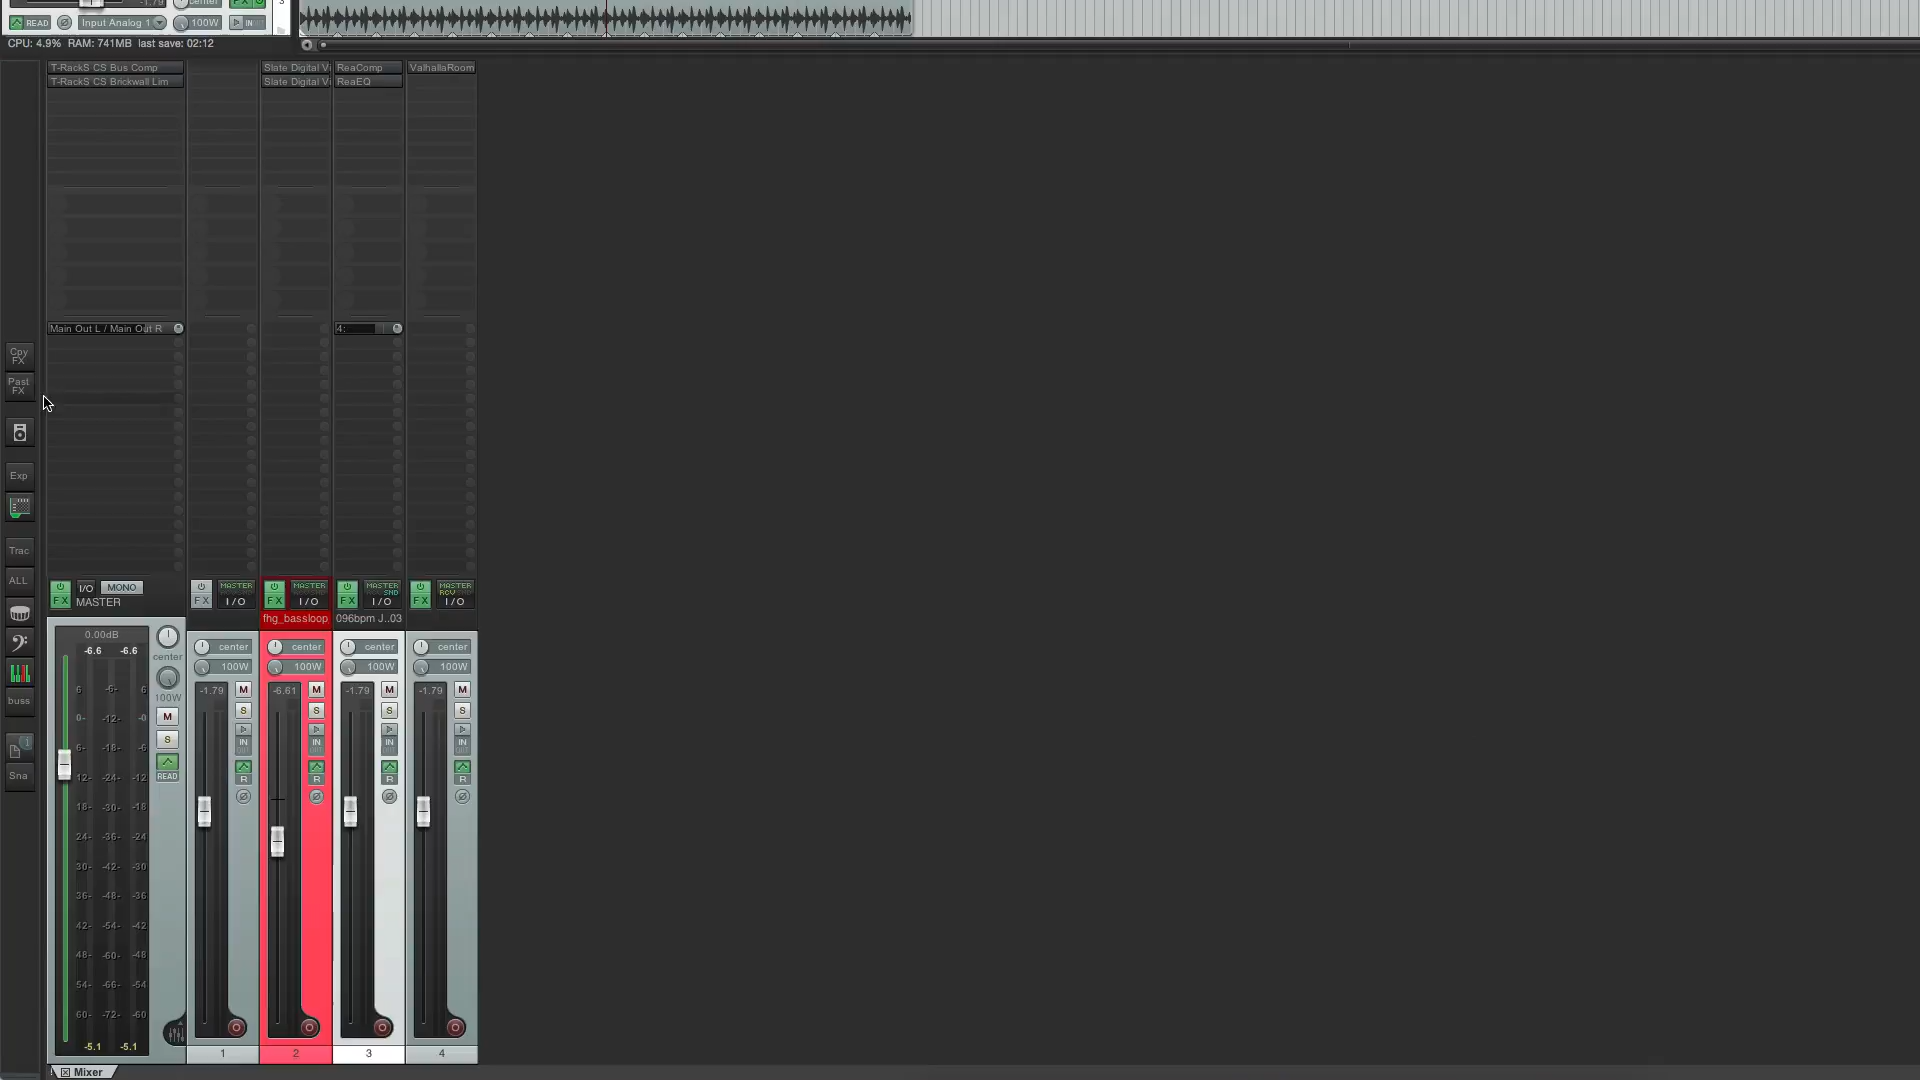 -1.79 center FX 3
READ Input Analog 1 100W IN
CPU: 4.9% RAM: 741MB last save: 02:12
T-RackS CS Bus Comp Slate Digital Vi ReaComp ValhallaRoom
T-RackS CS Brickwall Lim Slate Digital Vi ReaEQ
Main Out L / Main Out R 4:
Cpy
FX
Past
FX
Exp
Trac
ALL
buss
Sna
FX I/O MONO
MASTER
FX MASTER I/O
FX MASTER I/O
FX MASTER SND I/O
FX MASTER RCV I/O
fhg_bassloop 096bpm J..03
0.00dB
-6.6 -6.6
center
100W
M
S
READ
6 -6- 6
0- -12- -0
6- -18- -6
12- -24- -12
18- -30- -18
24- -36- -24
30- -42- -30
36- -48- -36
42- -54- -42
48- -60- -48
54- -66- -54
60- -72- -60
-5.1 -5.1
center center center center
100W 100W 100W 100W
-1.79 M -6.61 M -1.79 M -1.79 M
S S S S
IN IN IN IN
R R R R
1 2 3 4
Mixer